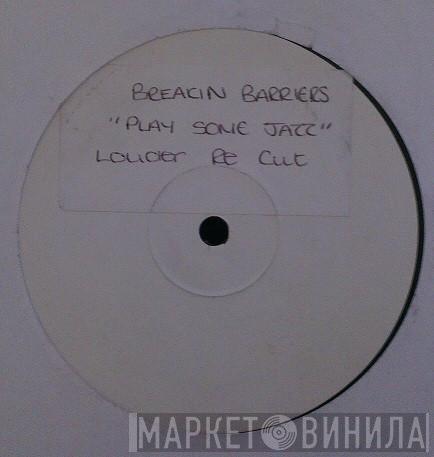 BREAKIN BARRIERS
"PLAY SOME JAZZ"
LOUDER RE CUT
МАРКЕТ ВИНИЛА